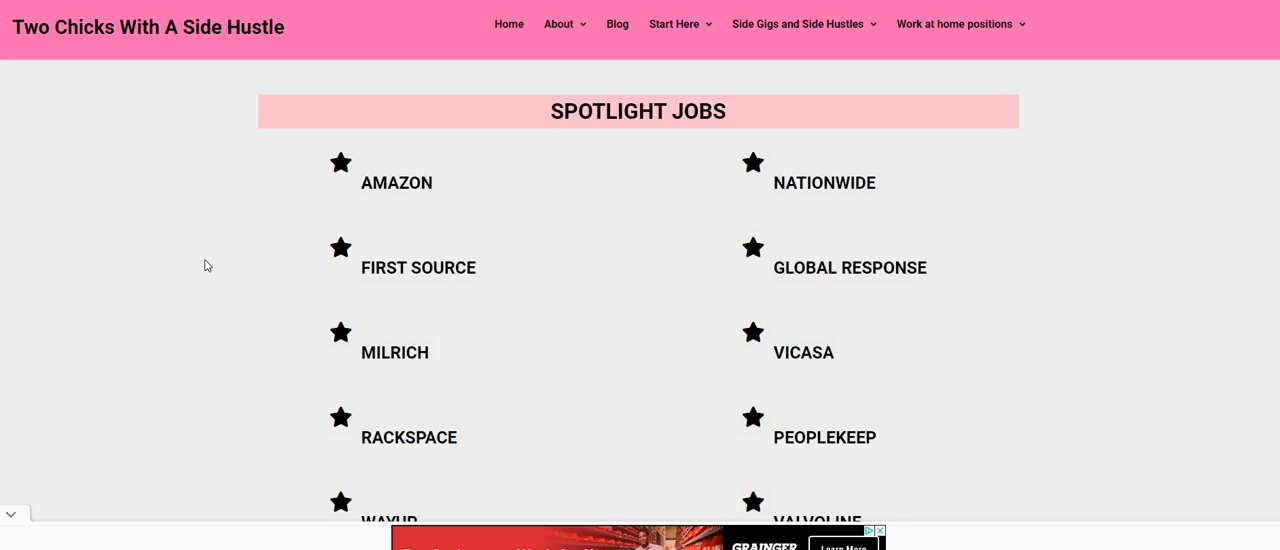 Two Chicks With A Side Hustle
Home About Blog Start Here Side Gigs and Side Hustles Work at home positions
SPOTLIGHT JOBS
AMAZON NATIONWIDE
FIRST SOURCE GLOBAL RESPONSE
MILRICH VICASA
RACKSPACE PEOPLEKEEP
WAYUP VALVOLINE
GRAINGER
Learn More